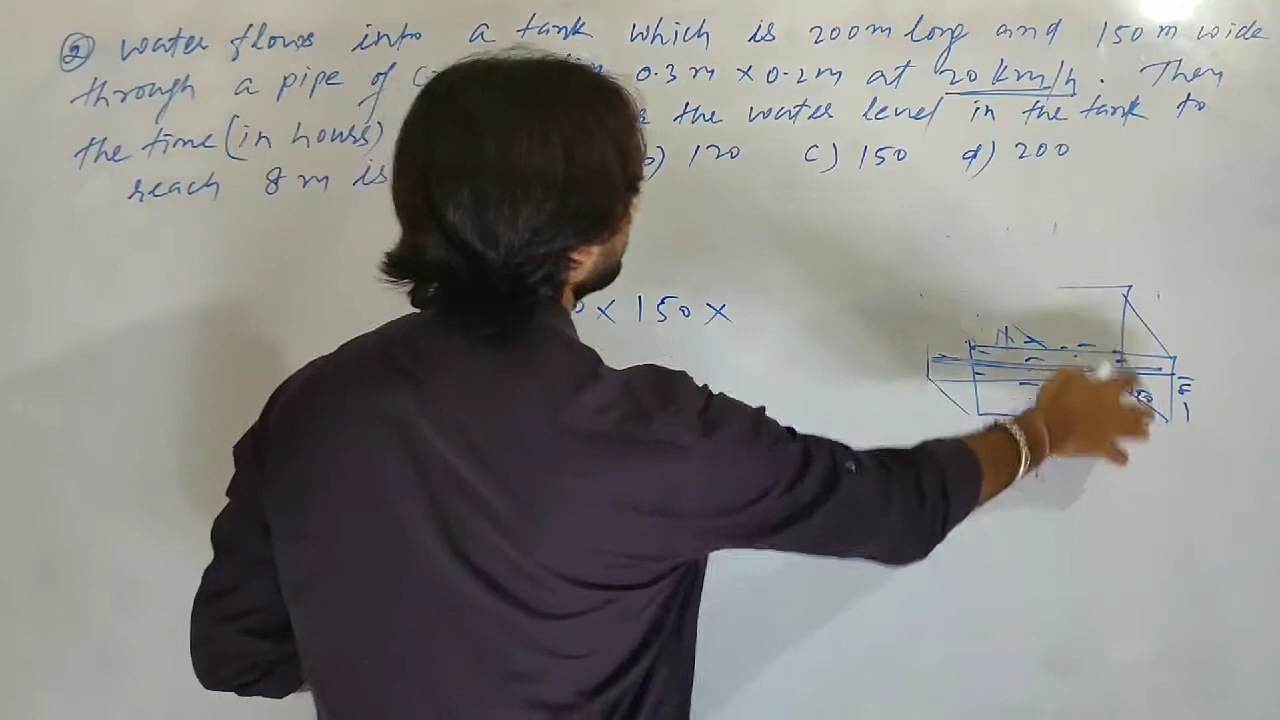 ② water flows into a tank which is 200m long and 150m wide
through a pipe of 0.3m × 0.2m at 20 km/h. Then
the time (in hours) the water level in the tank to
reach 8m is b) 120 c) 150 d) 200
× 150 ×